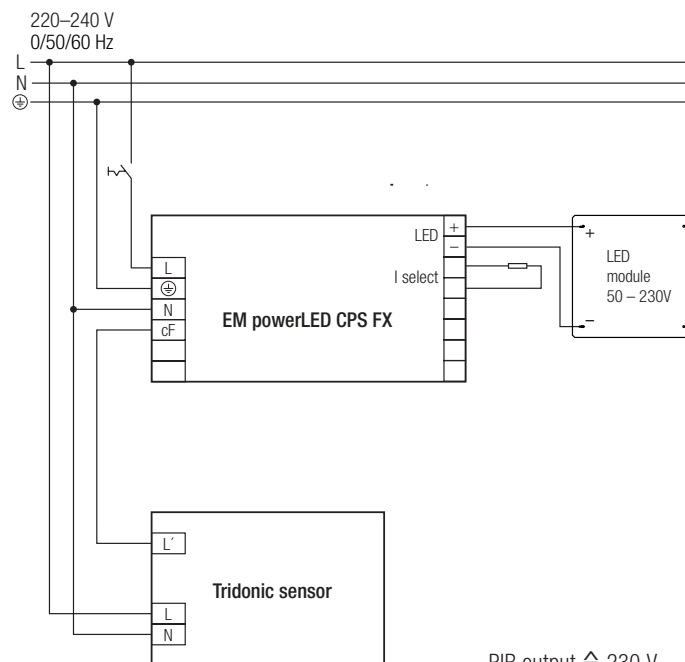 220–240 V
0/50/60 Hz
L
N
LED
+
–
L
I select
N
EM powerLED CPS FX
cF
+
LED
module
50 – 230V
–
L´
Tridonic sensor
L
N
PIR output ≙ 230 V